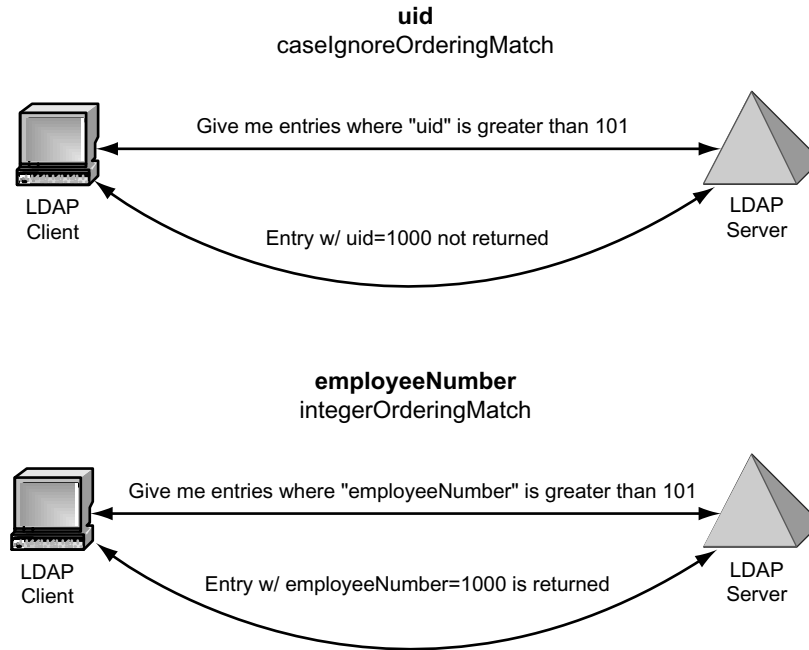 uid
caseIgnoreOrderingMatch
Give me entries where "uid" is greater than 101
LDAP
Client
LDAP
Server
Entry w/ uid=1000 not returned
employeeNumber
integerOrderingMatch
Give me entries where "employeeNumber" is greater than 101
LDAP
Client
LDAP
Server
Entry w/ employeeNumber=1000 is returned